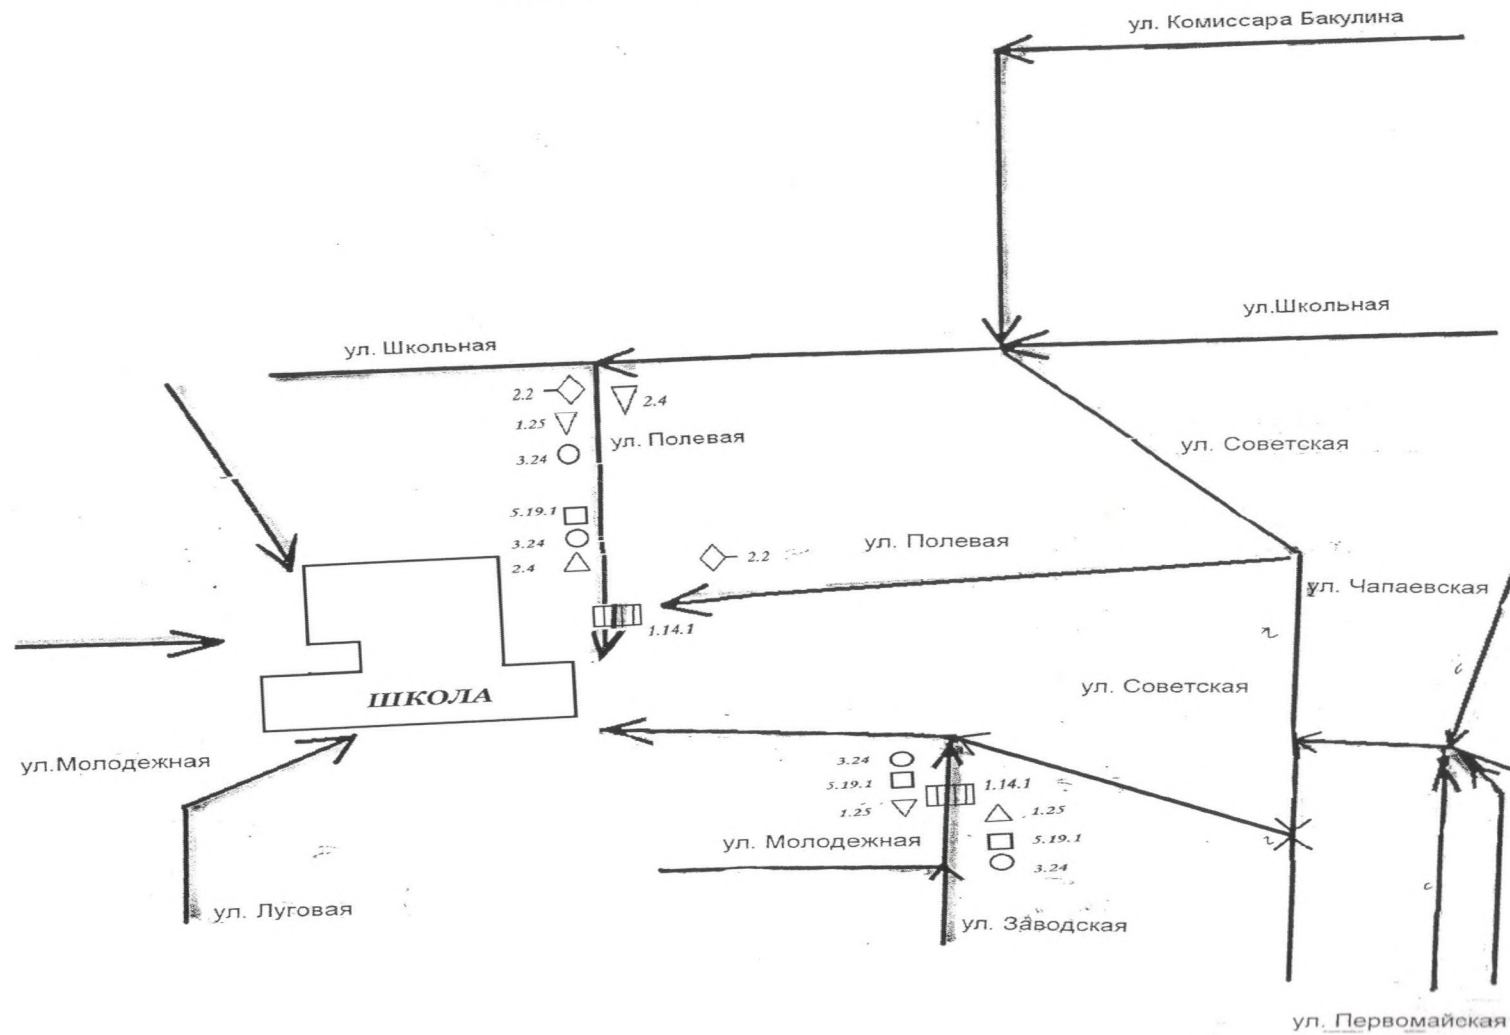 ул. Комиссара Бакулина
ул.Школьная
ул. Школьная
2.2
2.4
1.25
ул. Полевая
ул. Советская
3.24
5.19.1
3.24
2.4
2.2
ул. Полевая
ул. Чапаевская
1.14.1
ул. Советская
ШКОЛА
ул.Молодежная
3.24
5.19.1
1.14.1
1.25
1.25
ул. Молодежная
5.19.1
3.24
ул. Луговая
ул. Заводская
ул. Первомайская